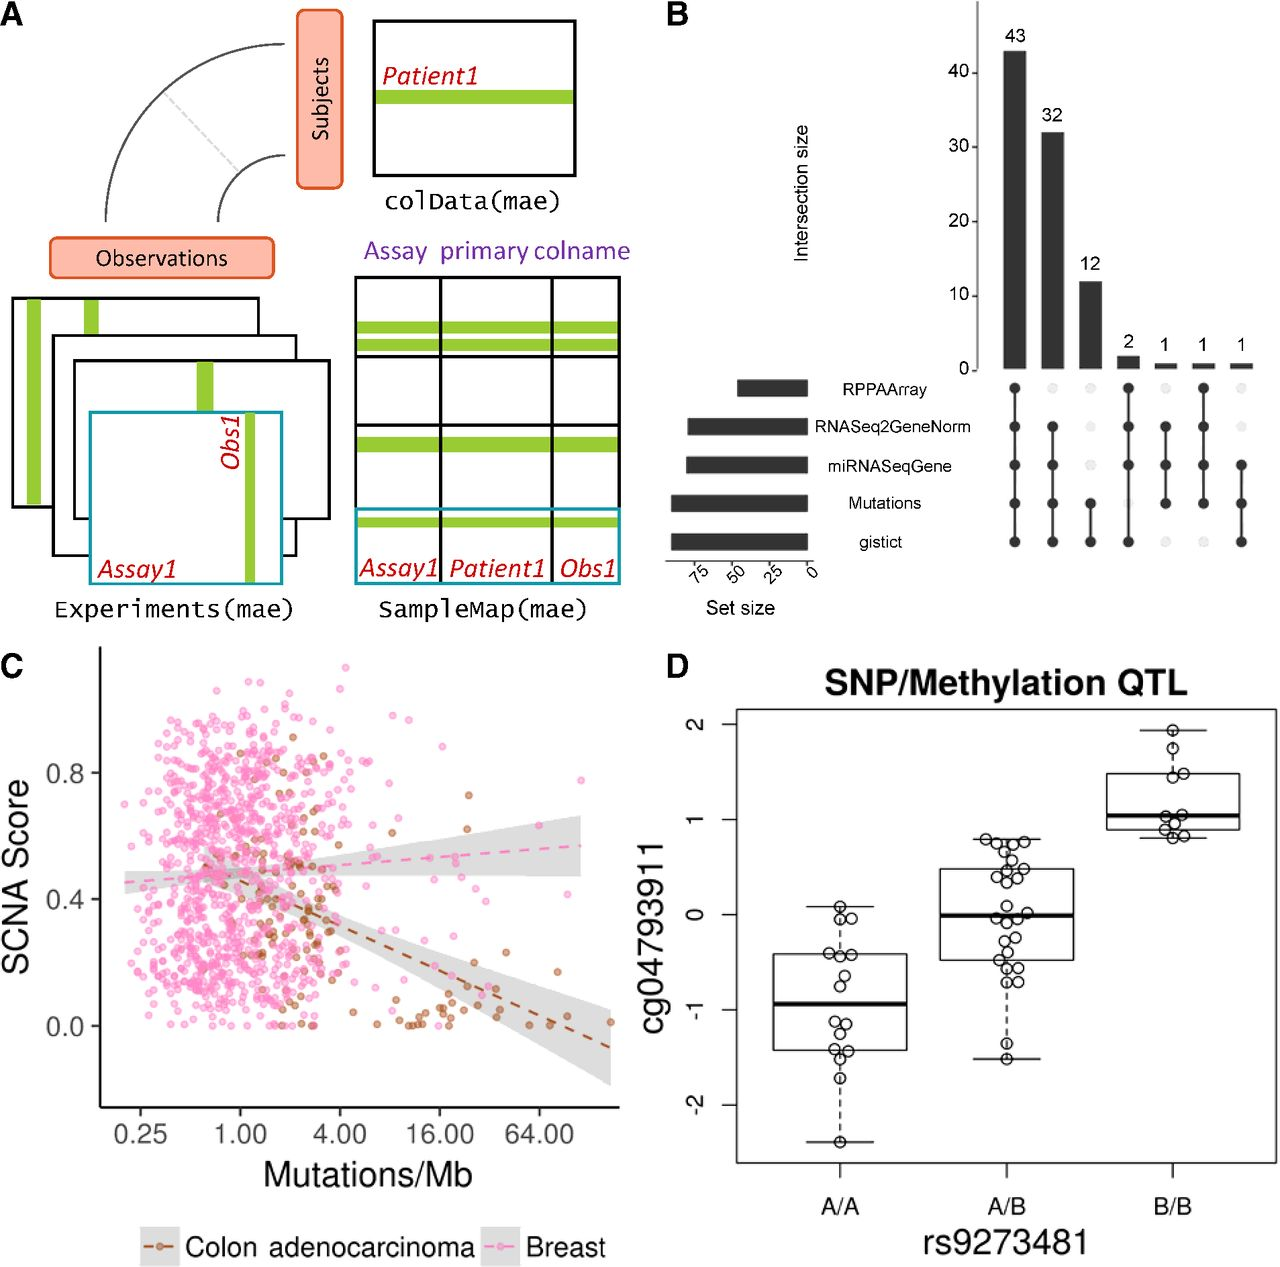 A
Subjects
Patient1
colData(mae)
Observations
Assay primary colname
Obs1
Assay1
Assay1 Patient1 Obs1
Experiments(mae)
SampleMap(mae)
B
Intersection size
40
30
20
10
0
43
32
12
2
1
1
1
RPPAArray
RNASeq2GeneNorm
miRNASeqGene
Mutations
gistict
75
50
25
0
Set size
C
SCNA Score
0.8
0.4
0.0
0.25 1.00 4.00 16.00 64.00
Mutations/Mb
Colon adenocarcinoma Breast
D
SNP/Methylation QTL
cg04793911
2
1
0
-1
-2
A/A A/B B/B
rs9273481